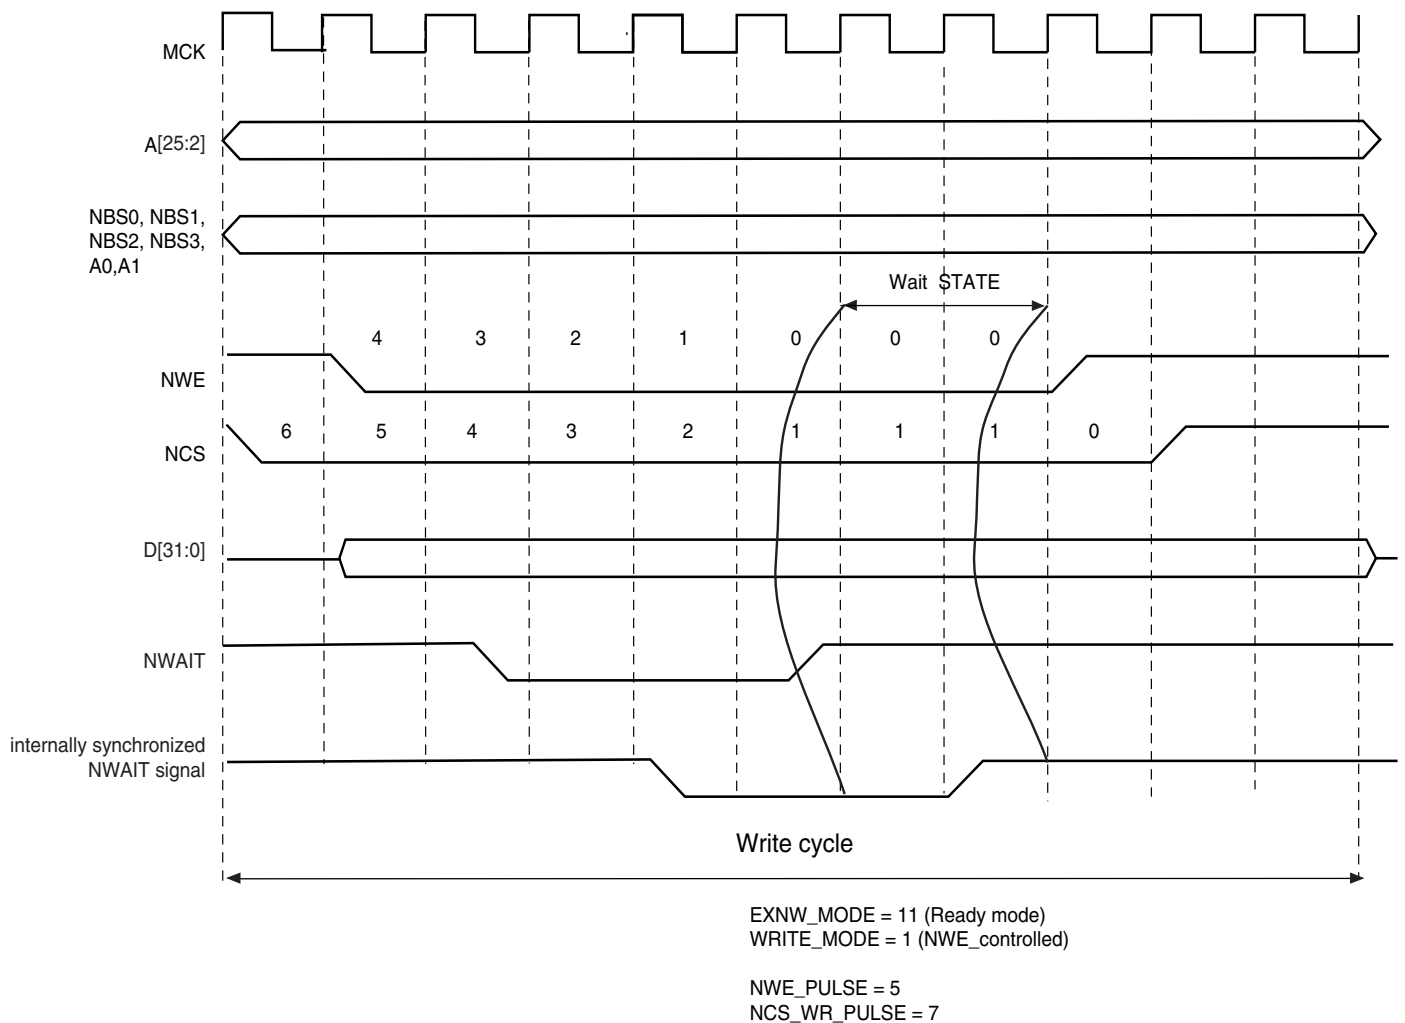 MCK
A[25:2]
NBS0, NBS1,
NBS2, NBS3,
A0,A1
Wait STATE
4 3 2 1 0 0 0
NWE
6 5 4 3 2 1 1 1 0
NCS
D[31:0]
NWAIT
internally synchronized
NWAIT signal
Write cycle
EXNW_MODE = 11 (Ready mode)
WRITE_MODE = 1 (NWE_controlled)
NWE_PULSE = 5
NCS_WR_PULSE = 7